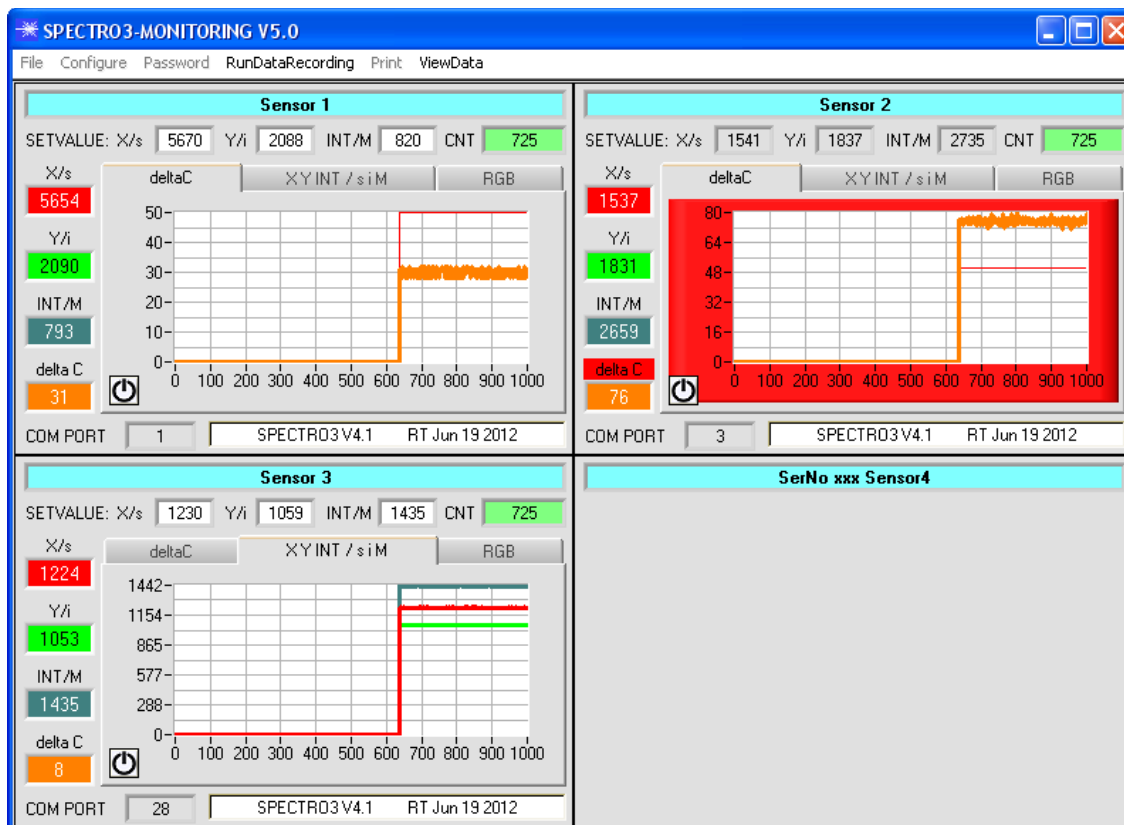 SPECTRO3-MONITORING V5.0
File Configure Password RunDataRecording Print ViewData
Sensor 1
SETVALUE: X/s 5670 Y/i 2088 INT/M 820 CNT 725
X/s
5654
Y/i
2090
INT/M
793
delta C
31
deltaC XY INT / siM RGB
50
40
30
20
10
0
0 100 200 300 400 500 600 700 800 900 1000
COM PORT 1 SPECTRO3 V4.1 RT Jun 19 2012
Sensor 2
SETVALUE: X/s 1541 Y/i 1837 INT/M 2735 CNT 725
X/s
1537
Y/i
1831
INT/M
2659
delta C
76
deltaC XY INT / siM RGB
80
64
48
32
16
0
0 100 200 300 400 500 600 700 800 900 1000
COM PORT 3 SPECTRO3 V4.1 RT Jun 19 2012
Sensor 3
SETVALUE: X/s 1230 Y/i 1059 INT/M 1435 CNT 725
X/s
1224
Y/i
1053
INT/M
1435
delta C
8
deltaC XY INT / siM RGB
1442
1154
865
577
288
0
0 100 200 300 400 500 600 700 800 900 1000
COM PORT 28 SPECTRO3 V4.1 RT Jun 19 2012
SerNo xxx Sensor4